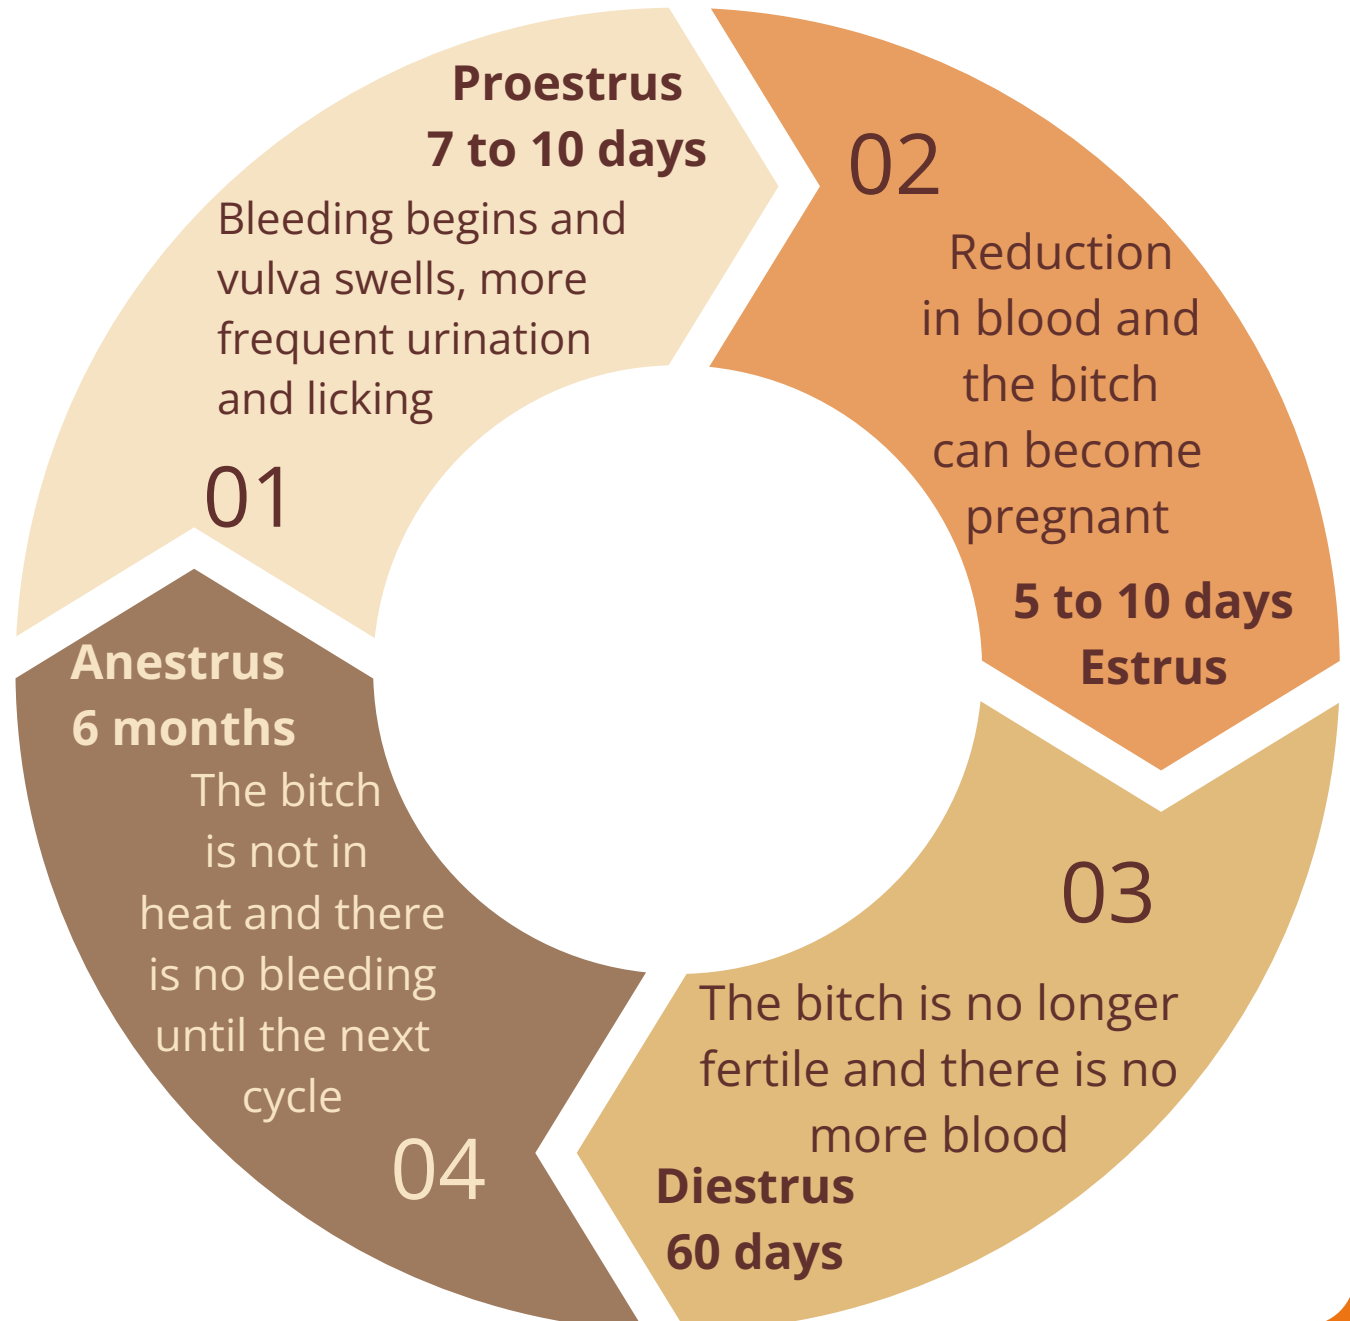 Proestrus
7 to 10 days
Bleeding begins and
vulva swells, more
frequent urination
and licking
01
02
Reduction
in blood and
the bitch
can become
pregnant
5 to 10 days
Estrus
03
The bitch is no longer
fertile and there is no
more blood
Diestrus
60 days
Anestrus
6 months
The bitch
is not in
heat and there
is no bleeding
until the next
cycle
04